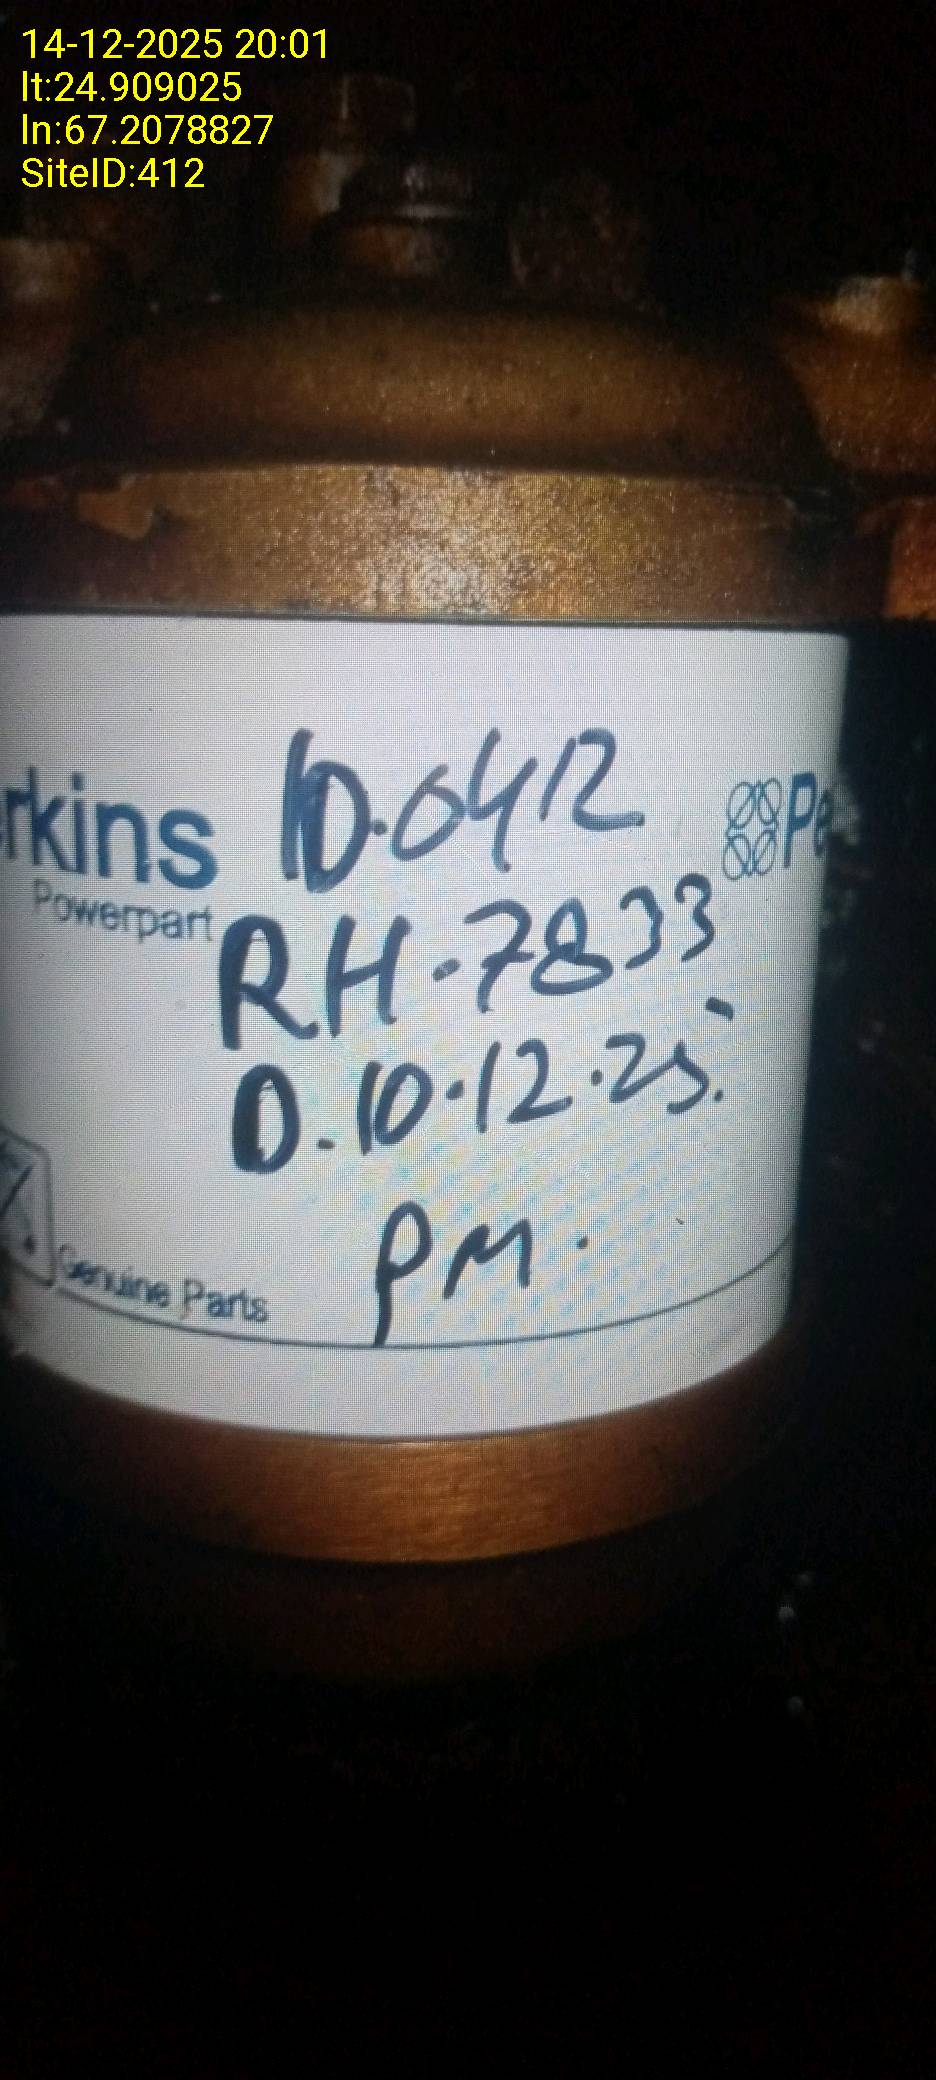 14-12-2025 20:01
lt:24.909025
ln:67.2078827
SiteID:412
ID.0412
rkins
Powerpart
Pe
RH.7833
D.10.12.25.
PM.
Genuine Parts